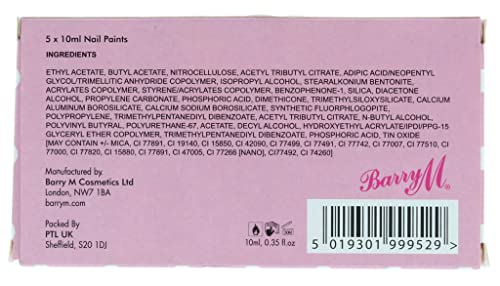 5 x 10ml Nail Paints
INGREDIENTS
ETHYL ACETATE, BUTYL ACETATE, NITROCELLULOSE, ACETYL TRIBUTYL CITRATE, ADIPIC ACID/NEOPENTYL
GLYCOL/TRIMELLITIC ANHYDRIDE COPOLYMER, ISOPROPYL ALCOHOL, STEARALKONIUM BENTONITE,
ACRYLATES COPOLYMER, STYRENE/ACRYLATES COPOLYMER, BENZOPHENONE-1, SILICA, DIACETONE
ALCOHOL, PROPYLENE CARBONATE, PHOSPHORIC ACID, DIMETHICONE, TRIMETHYLSILOXYSILICATE, CALCIUM
ALUMINUM BOROSILICATE, CALCIUM SODIUM BOROSILICATE, SYNTHETIC FLUORPHLOGOPITE,
POLYPROPYLENE, TRIMETHYLPENTANEDIYL DIBENZOATE, ACETYL TRIBUTYL CITRATE, N-BUTYL ALCOHOL,
POLYVINYL BUTYRAL, POLYURETHANE-67, ACETATE, DECYL ALCOHOL, HYDROXYETHYL ACRYLATE/IPDI/PPG-15
GLYCERYL ETHER COPOLYMER, TRIMETHYLPENTANEDIYL DIBENZOATE, PHOSPHORIC ACID, TIN OXIDE
[MAY CONTAIN +/- MICA, CI 77891, CI 19140, CI 15850, CI 42090, CI 77499, CI 77491, CI 77742, CI 77007, CI 77510, CI
77000, CI 77820, CI 15880, CI 77891, CI 47005, CI 77266 [NANO], CI77492, CI 74260]
Manufactured by
Barry M Cosmetics Ltd
London, NW7 1BA
barrym.com
Packed By
PTL UK
Sheffield, S20 1DJ
Barry M®
10ml, 0.35 fl.oz
5 019301 999529 >